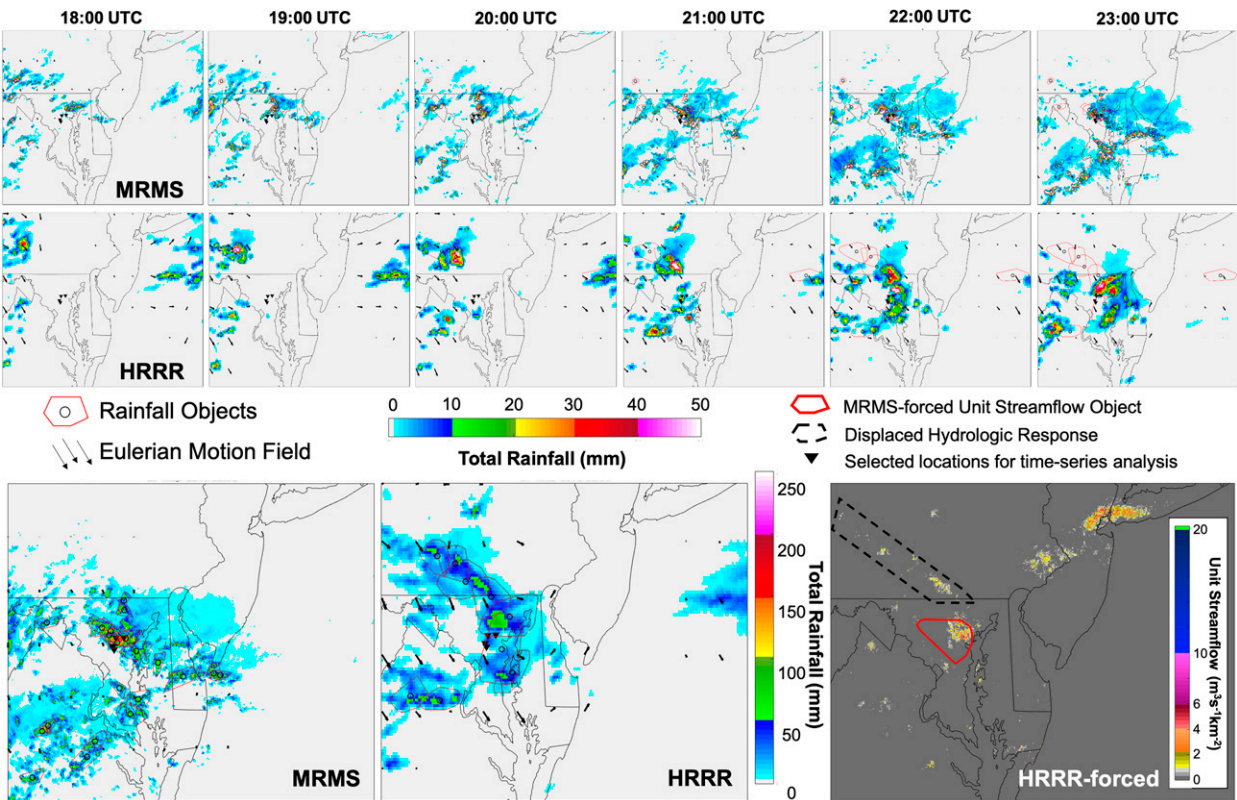 18:00 UTC 19:00 UTC 20:00 UTC 21:00 UTC 22:00 UTC 23:00 UTC
MRMS
HRRR
Rainfall Objects
Eulerian Motion Field
0 10 20 30 40 50
Total Rainfall (mm)
MRMS-forced Unit Streamflow Object
Displaced Hydrologic Response
Selected locations for time-series analysis
MRMS
HRRR
250
200
150
100
50
0
Total Rainfall (mm)
HRRR-forced
20
10
6
4
2
0
Unit Streamflow (m³s⁻¹km⁻²)